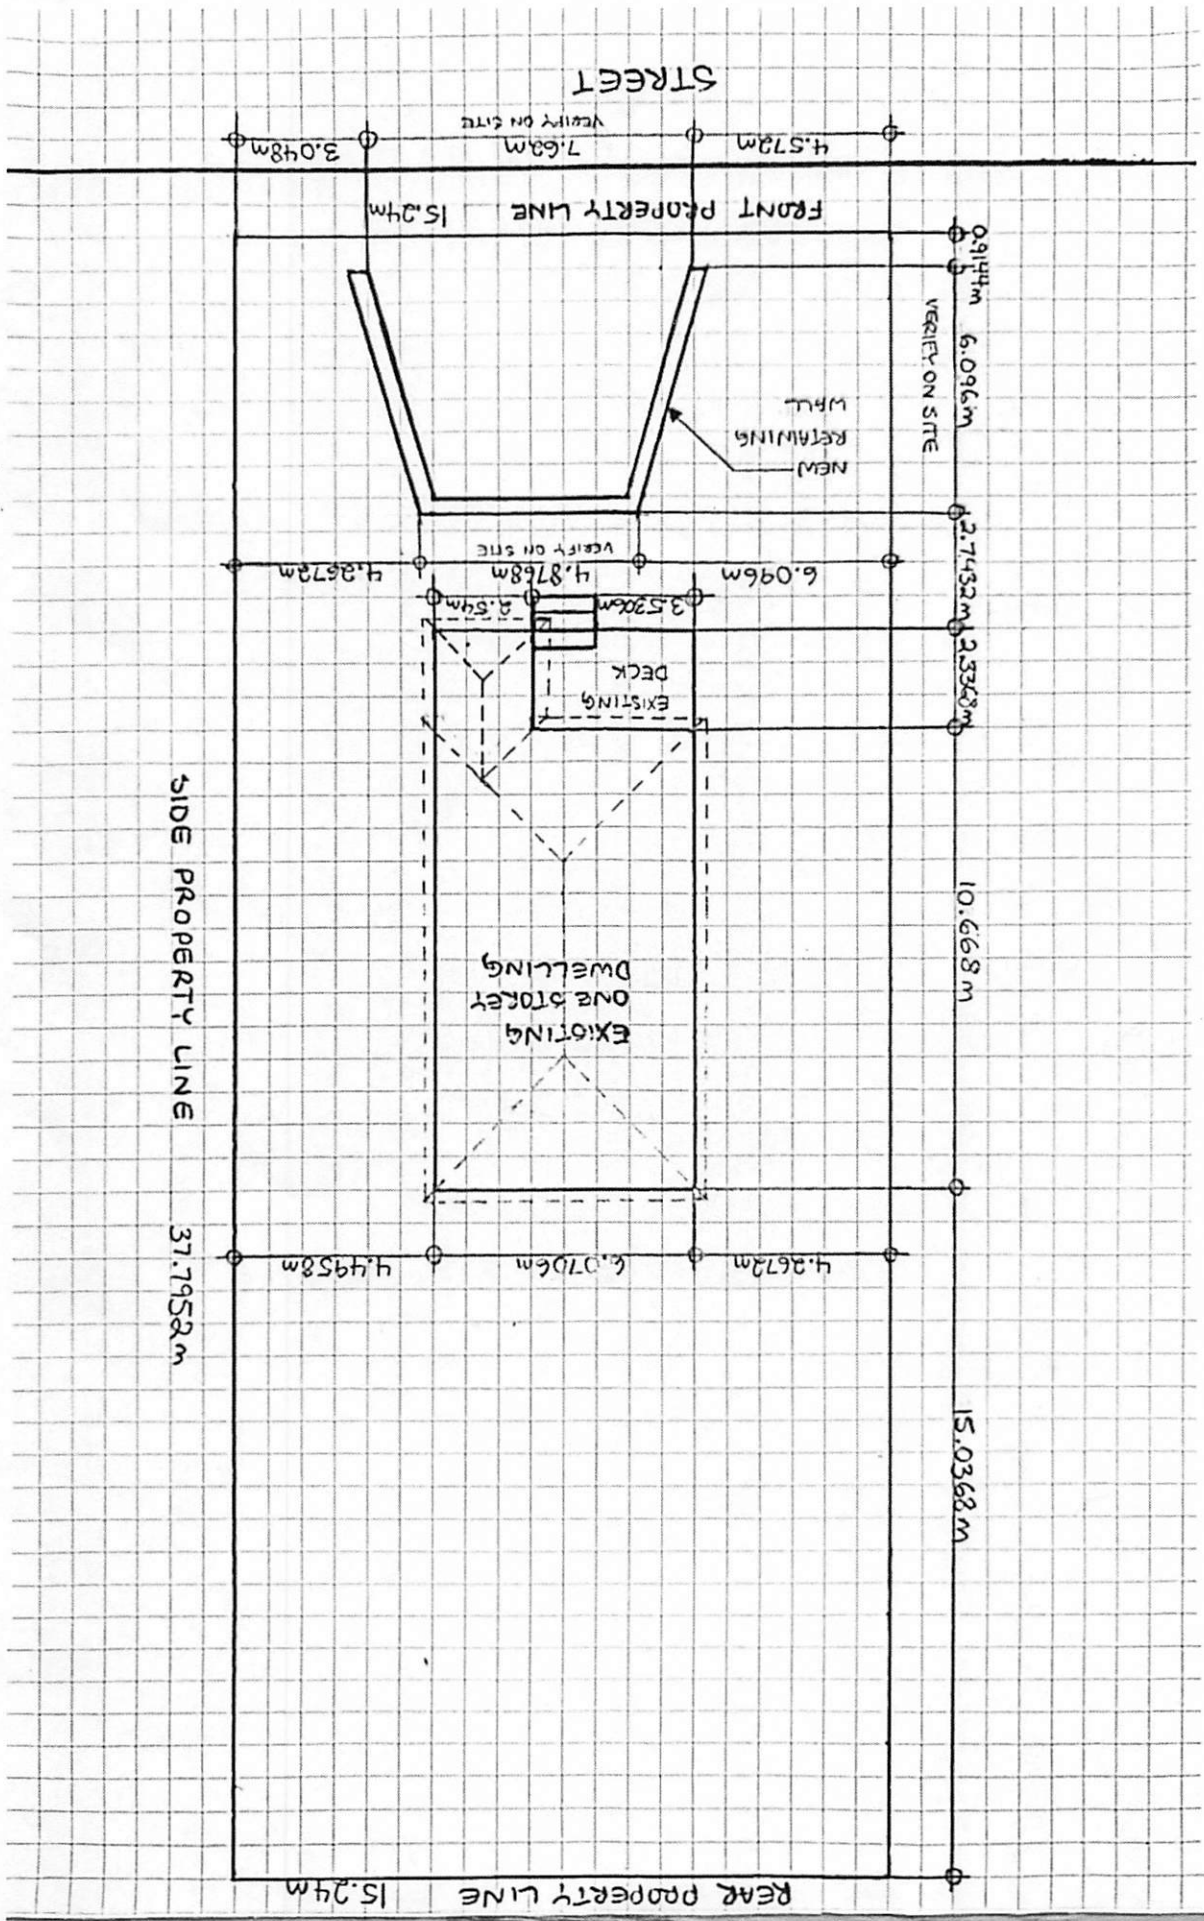 REAR PROPERTY LINE 15.24m
4.2672m
6.0706m
4.4958m
EXISTING
ONE STOREY
DWELLING
EXISTING
DECK
3.5306m
2.54m
6.096m
4.8768m
4.2672m
VERIFY ON SITE
NEW
RETAINING
WALL
FRONT PROPERTY LINE 15.24m
4.572m
7.62m
3.048m
VERIFY ON SITE
STREET
SIDE PROPERTY LINE 37.7952m
0.9144m
6.096m
VERIFY ON SITE
2.7432m
2.3368m
10.668m
15.0368m